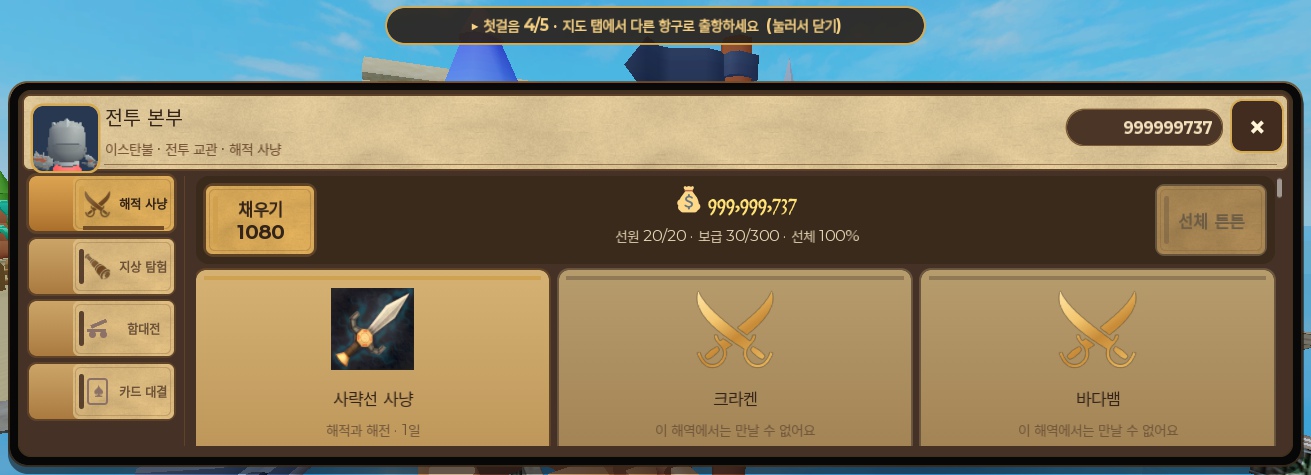 ▸ 첫걸음 4/5 · 지도 탭에서 다른 항구로 출항하세요 (눌러서 닫기)
전투 본부
이스탄불 · 전투 교관 · 해적 사냥
999999737
×
해적 사냥
지상 탐험
함대전
카드 대결
채우기
1080
999,999,737
선원 20/20 · 보급 30/300 · 선체 100%
선체 튼튼
사략선 사냥
해적과 해전 · 1일
크라켄
이 해역에서는 만날 수 없어요
바다뱀
이 해역에서는 만날 수 없어요